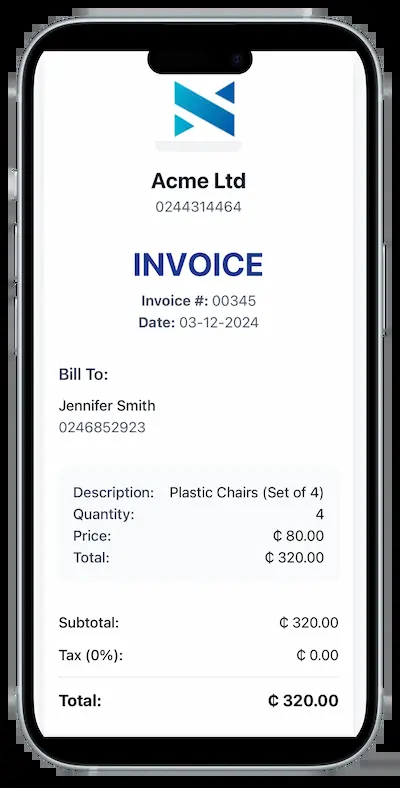 Acme Ltd
0244314464
INVOICE
Invoice #: 00345
Date: 03-12-2024
Bill To:
Jennifer Smith
0246852923
Description: Plastic Chairs (Set of 4)
Quantity: 4
Price: ₵ 80.00
Total: ₵ 320.00
Subtotal: ₵ 320.00
Tax (0%): ₵ 0.00
Total: ₵ 320.00